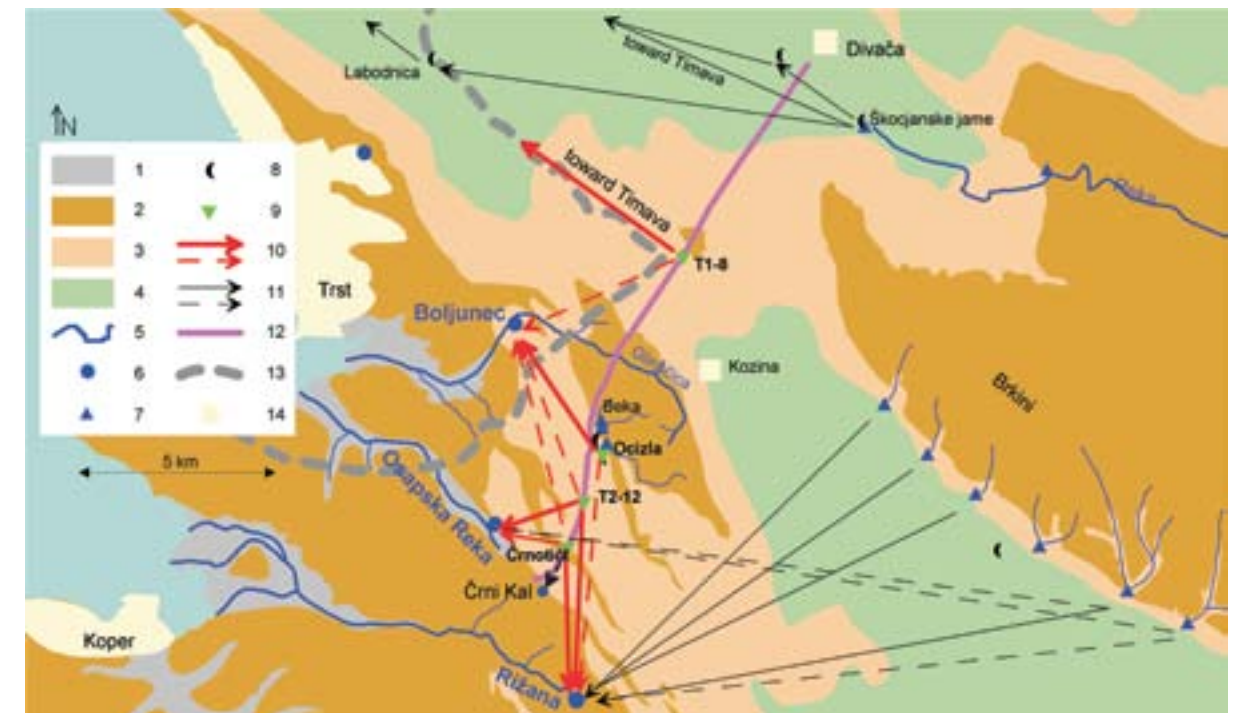 Divača
toward Timava
Labodnica
Škocjanske jame
Reka
N
1 8
2 9
3 10
4 11
5 12
6 13
7 14
5 km
toward Timava
T1-8
Trst
Boljunec
Glinščica
Kozina
Brkini
Beka
Ocizla
Osapska Reka
T2-12
Črnotiči
Črni Kal
Koper
Rižana